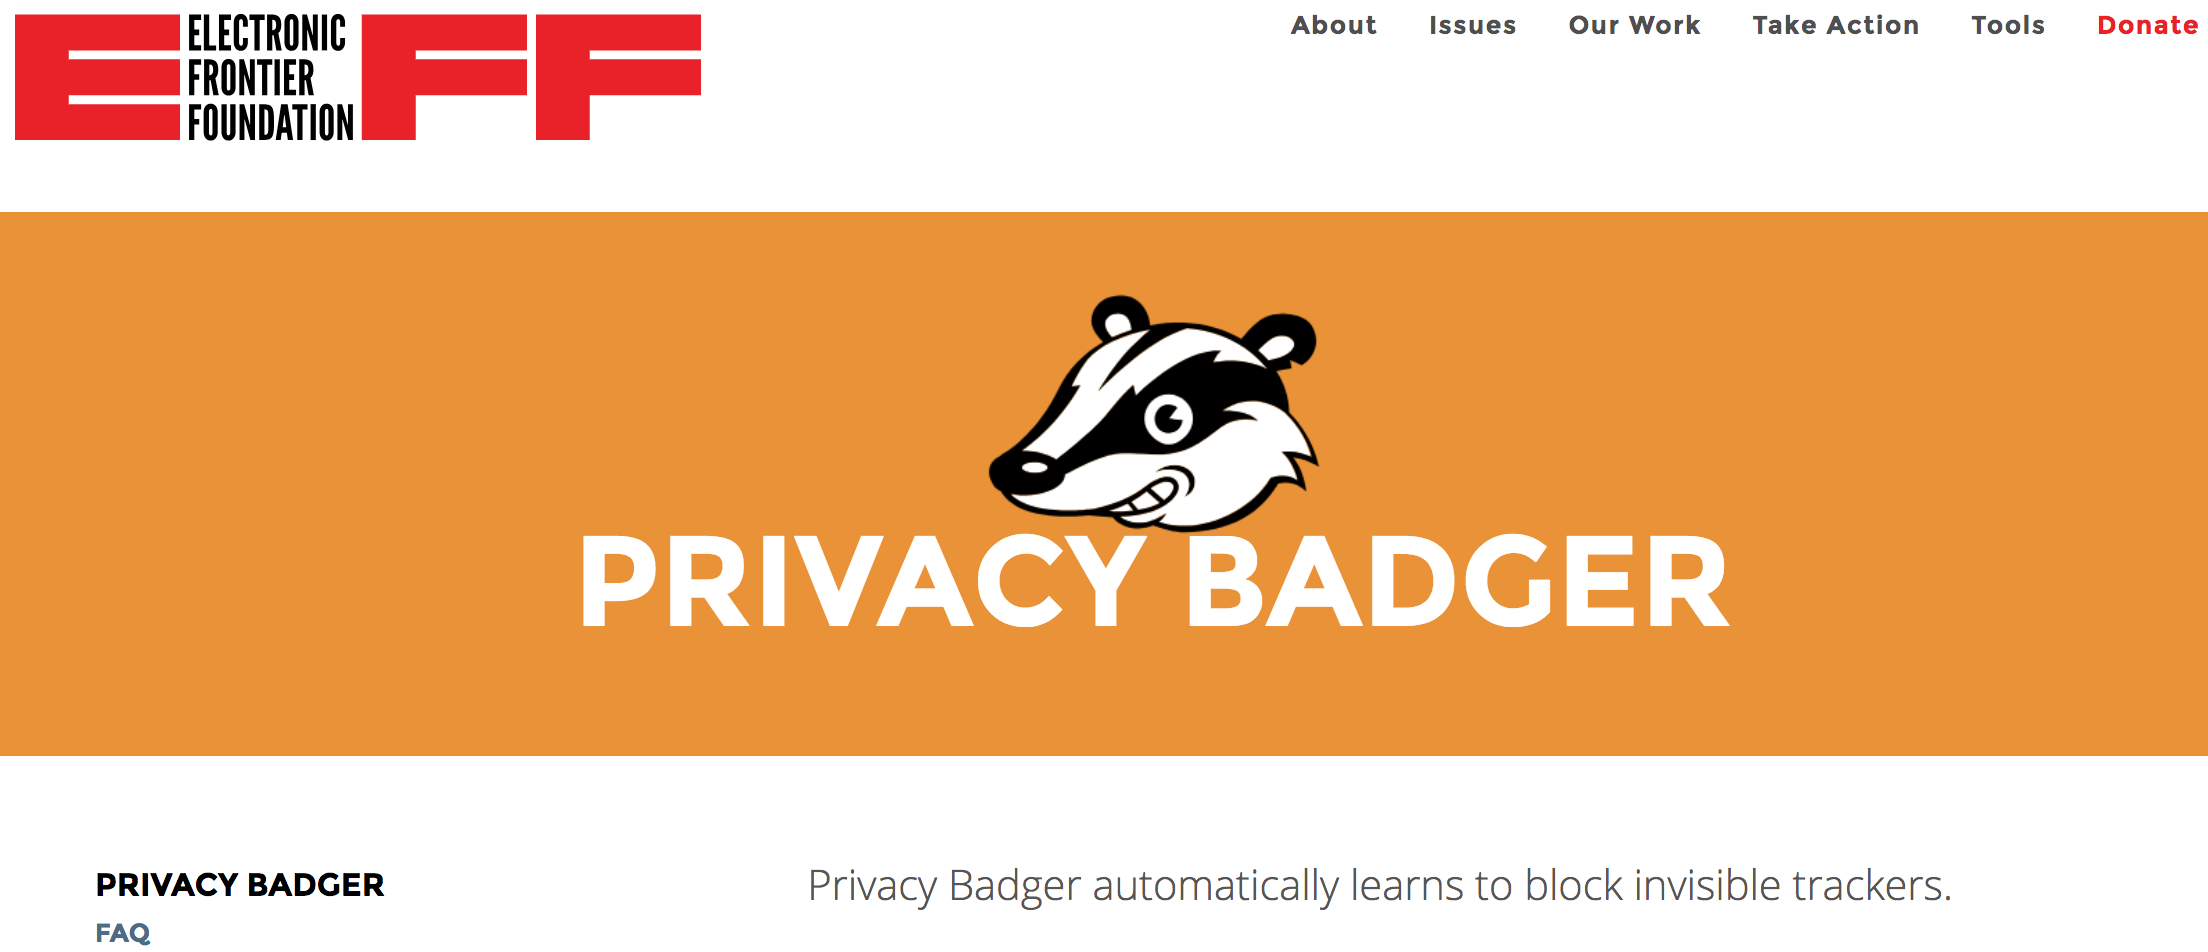 ELECTRONIC
FRONTIER
FOUNDATION
EFF
About Issues Our Work Take Action Tools Donate
PRIVACY BADGER
PRIVACY BADGER
FAQ
Privacy Badger automatically learns to block invisible trackers.